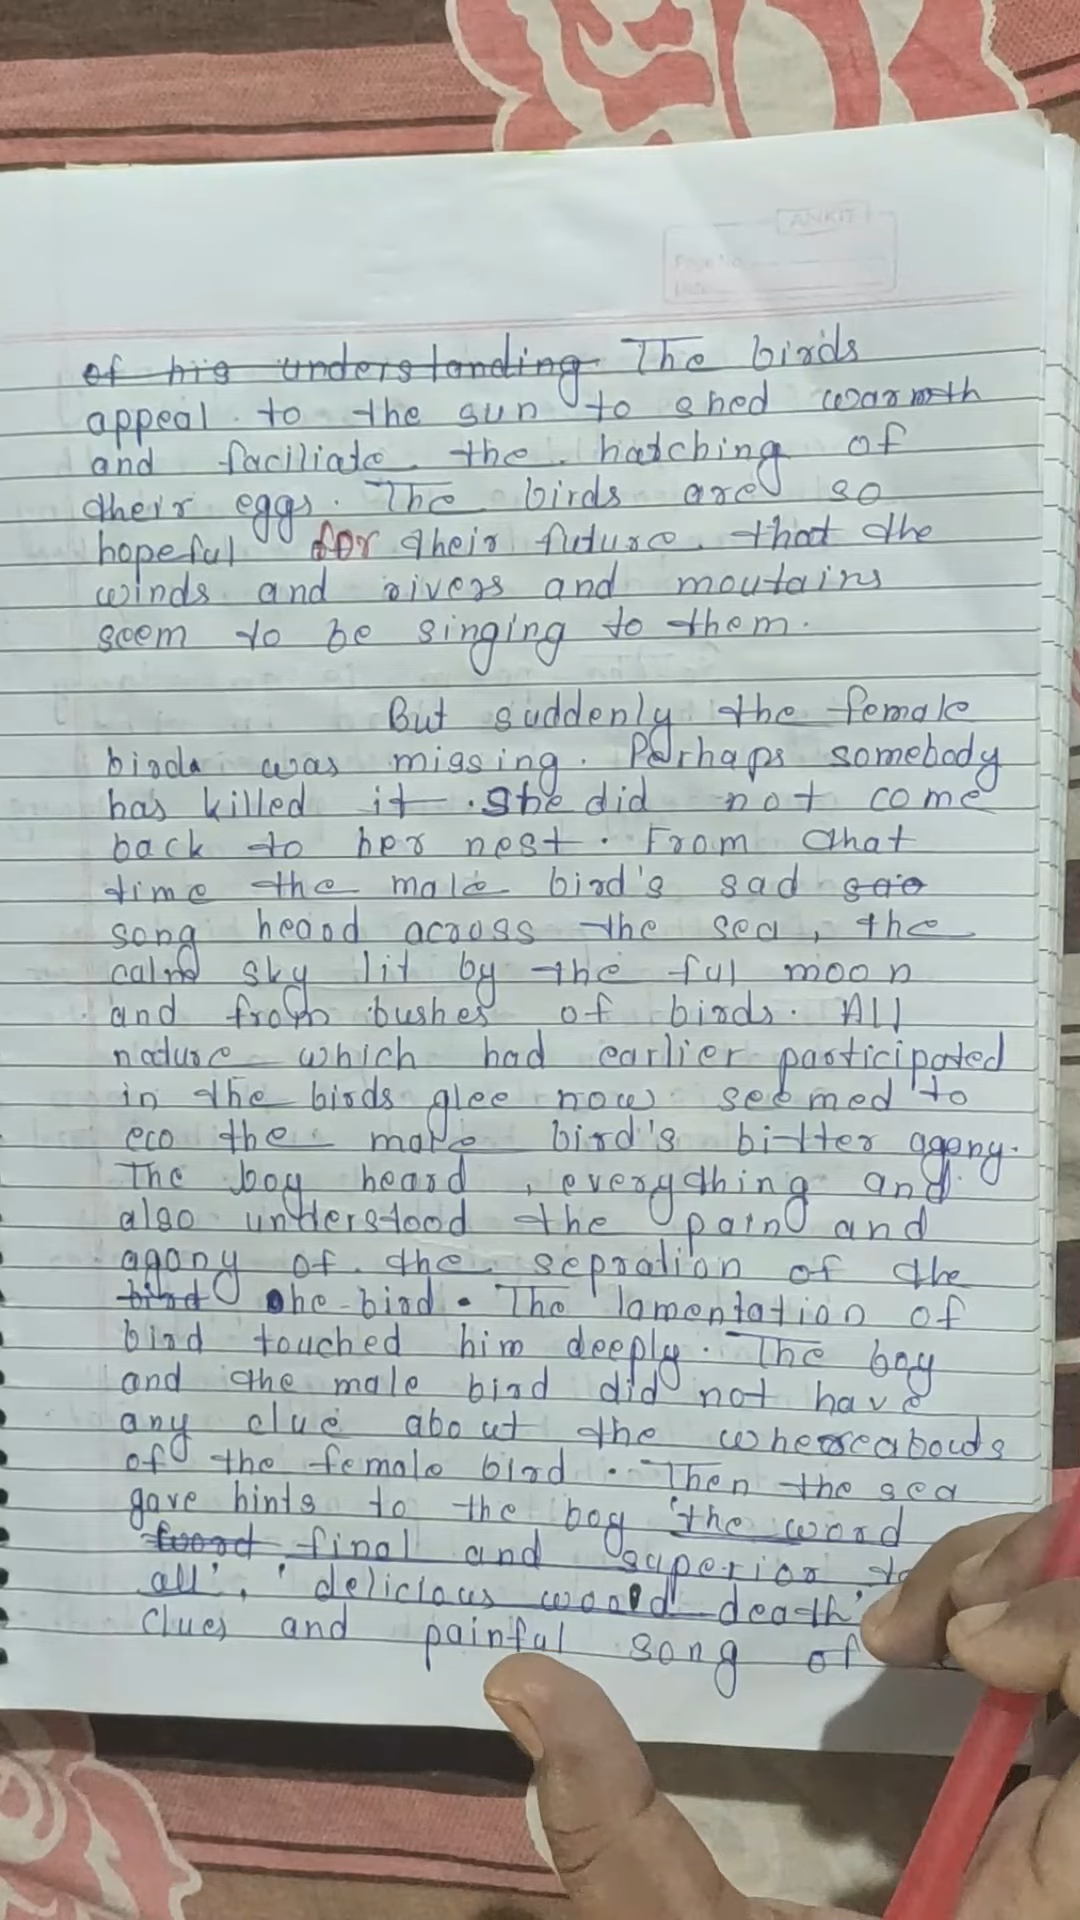 ANKIT
Page No.
Date
of his understanding The birds
appeal to the sun to shed warmth
and faciliate the hatching of
their eggs. The birds are so
hopeful for their future that the
winds and rivers and moutains
seem to be singing to them.
But suddenly the female
birda was missing. Perhaps somebody
has killed it. She did not come
back to her nest. From that
time the male bird's sad
song heard across the sea, the
calm sky lit by the ful moon
and from bushes of birds. All
nature which had earlier participated
in the birds glee now seemed to
eco the male bird's bitter agony.
The boy heard, everything and
also understood the pain and
agony of the sepration of the
bird the bird. The lamentation of
bird touched him deeply. The boy
and the male bird did not have
any clue about the whereabouts
of the female bird. Then the sea
gave hints to the boy 'the word
word final and superior to
all', 'delicious word death'
clues and painful song of